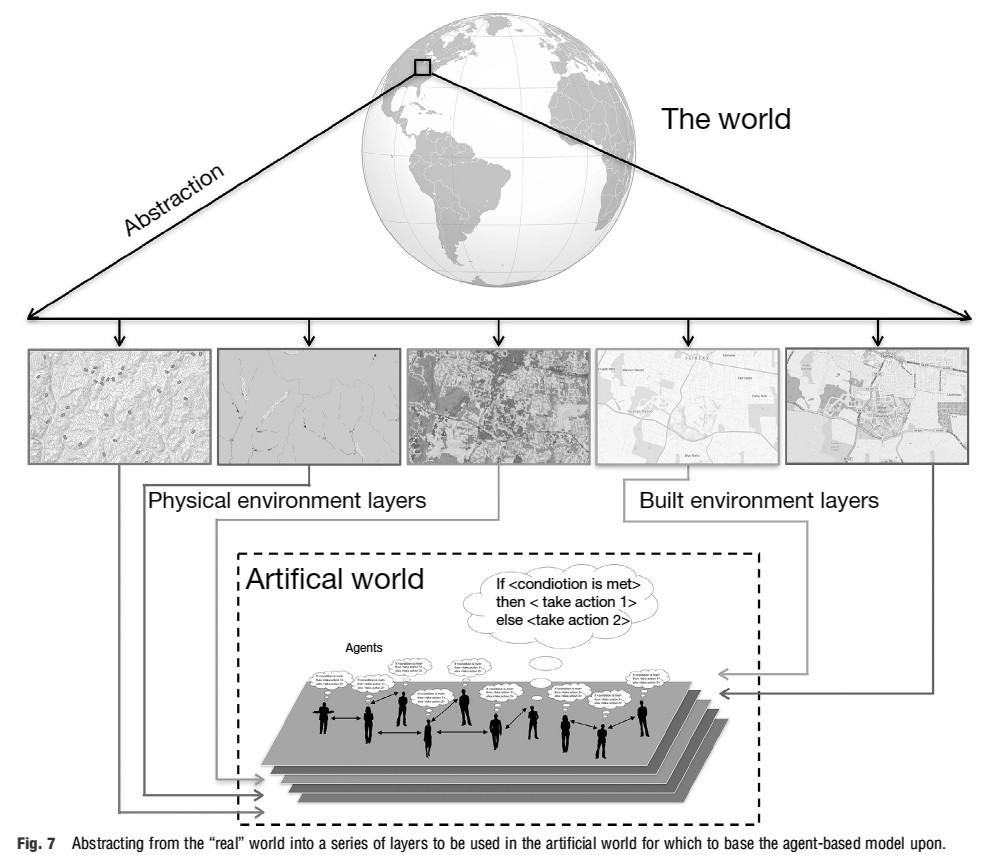 The world
Abstraction
Physical environment layers
Built environment layers
Artifical world
If <condiotion is met>
then < take action 1>
else <take action 2>
Agents
Fig. 7 Abstracting from the “real” world into a series of layers to be used in the artificial world for which to base the agent-based model upon.